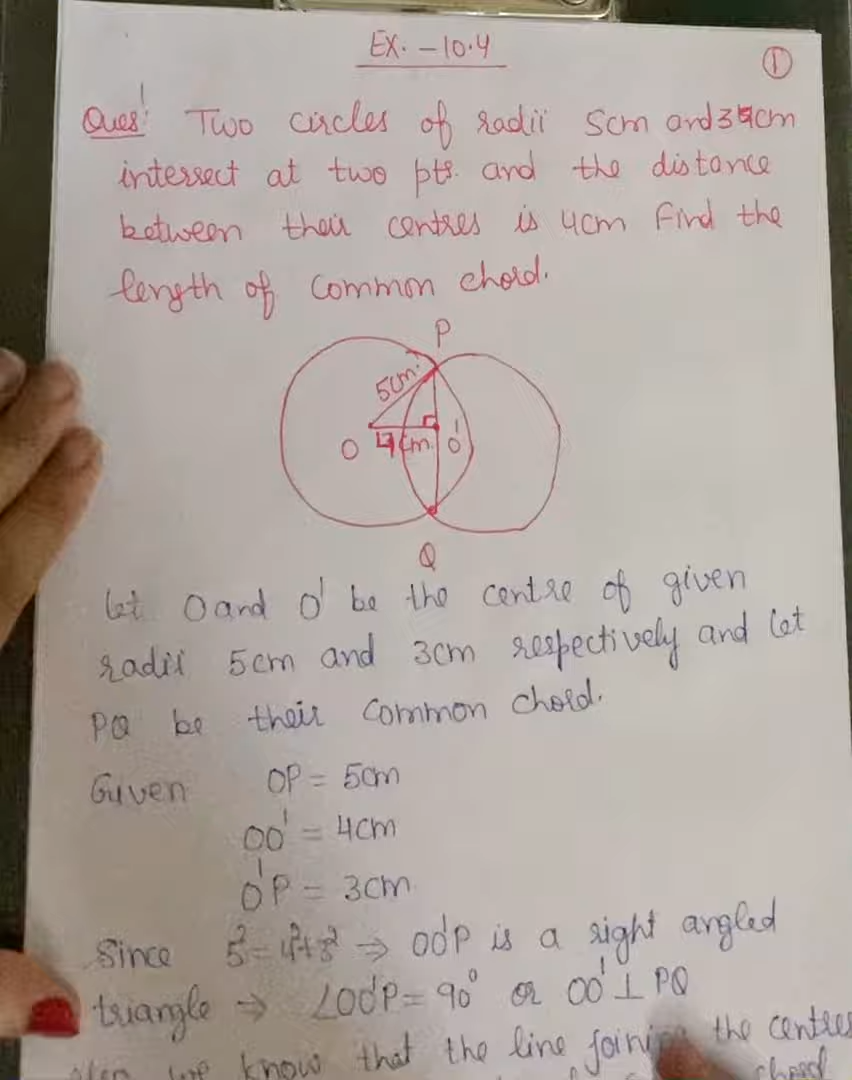 EX. - 10.4
①
Ques! Two circles of radii 5cm and 3cm
intersect at two pts. and the distance
between their centres is 4cm Find the
length of common chord.
P
5cm.
O 4cm. O'
Q
Let O and O' be the centre of given
radii 5cm and 3cm respectively and let
PQ be their common chord.
Given OP = 5cm
OO' = 4cm
O'P = 3cm
Since 5² = 4²+3² ⇒ OO'P is a right angled
triangle ⇒ ∠OO'P = 90° or OO' ⊥ PQ
we know that the line joining the centres
chord